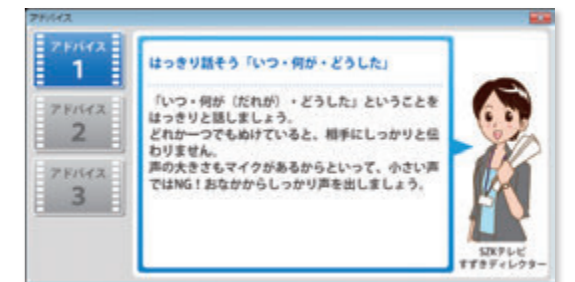 アドバイス
アドバイス
1
アドバイス
2
アドバイス
3
はっきり話そう「いつ・何が・どうした」
「いつ・何が（だれが）・どうした」ということを
はっきりと話しましょう。
どれか一つでもぬけていると、相手にしっかりと伝
わりません。
声の大きさもマイクがあるからといって、小さい声
ではNG！おなかからしっかり声を出しましょう。
SZKテレビ
すずきディレクター